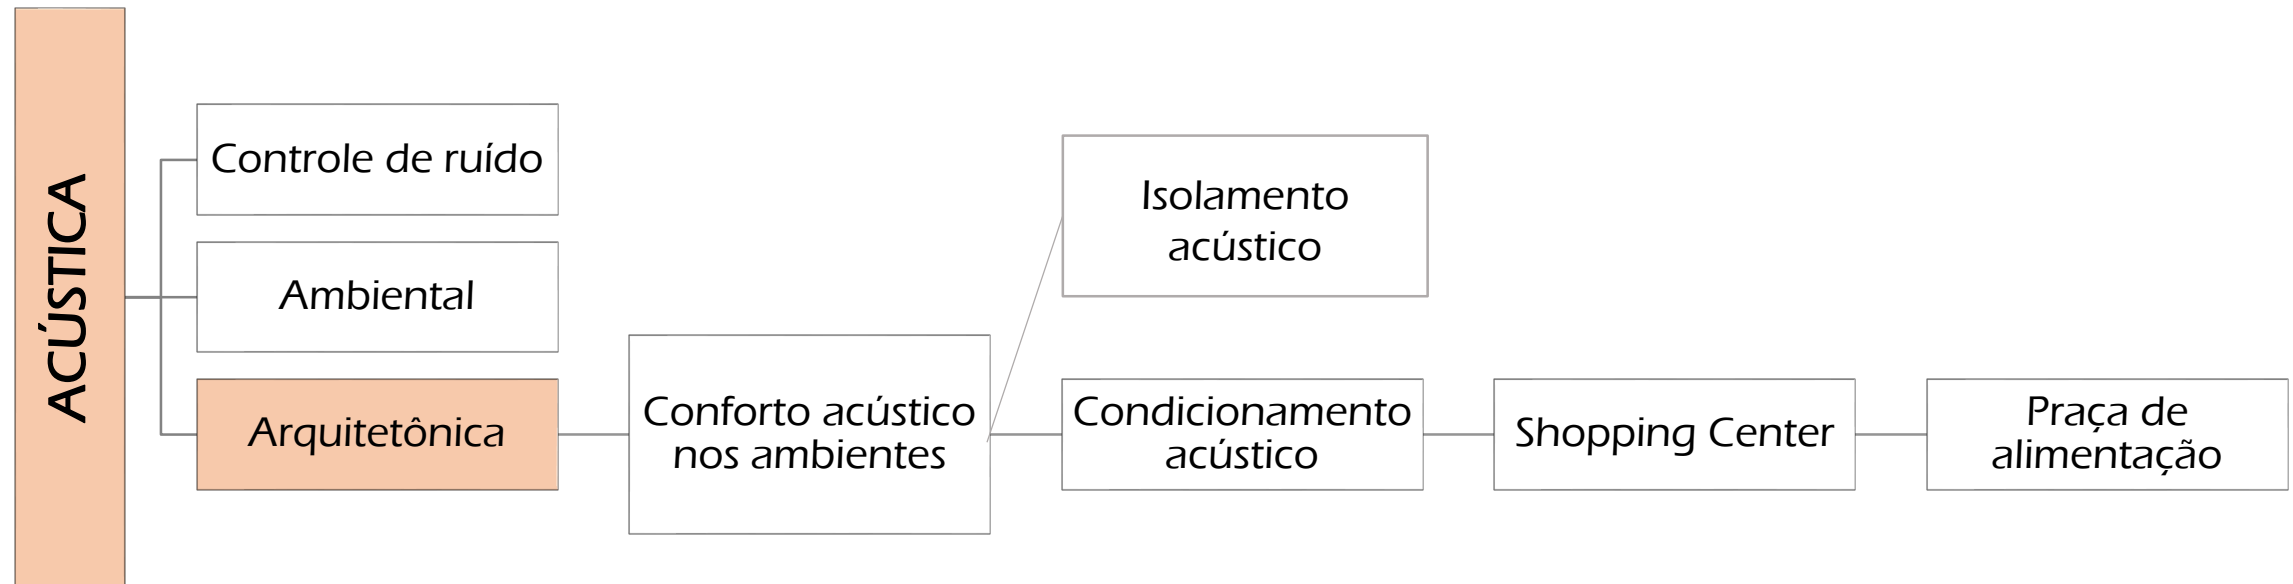 ACÚSTICA
Controle de ruído
Ambiental
Arquitetônica
Conforto acústico
nos ambientes
Isolamento
acústico
Condicionamento
acústico
Shopping Center
Praça de
alimentação